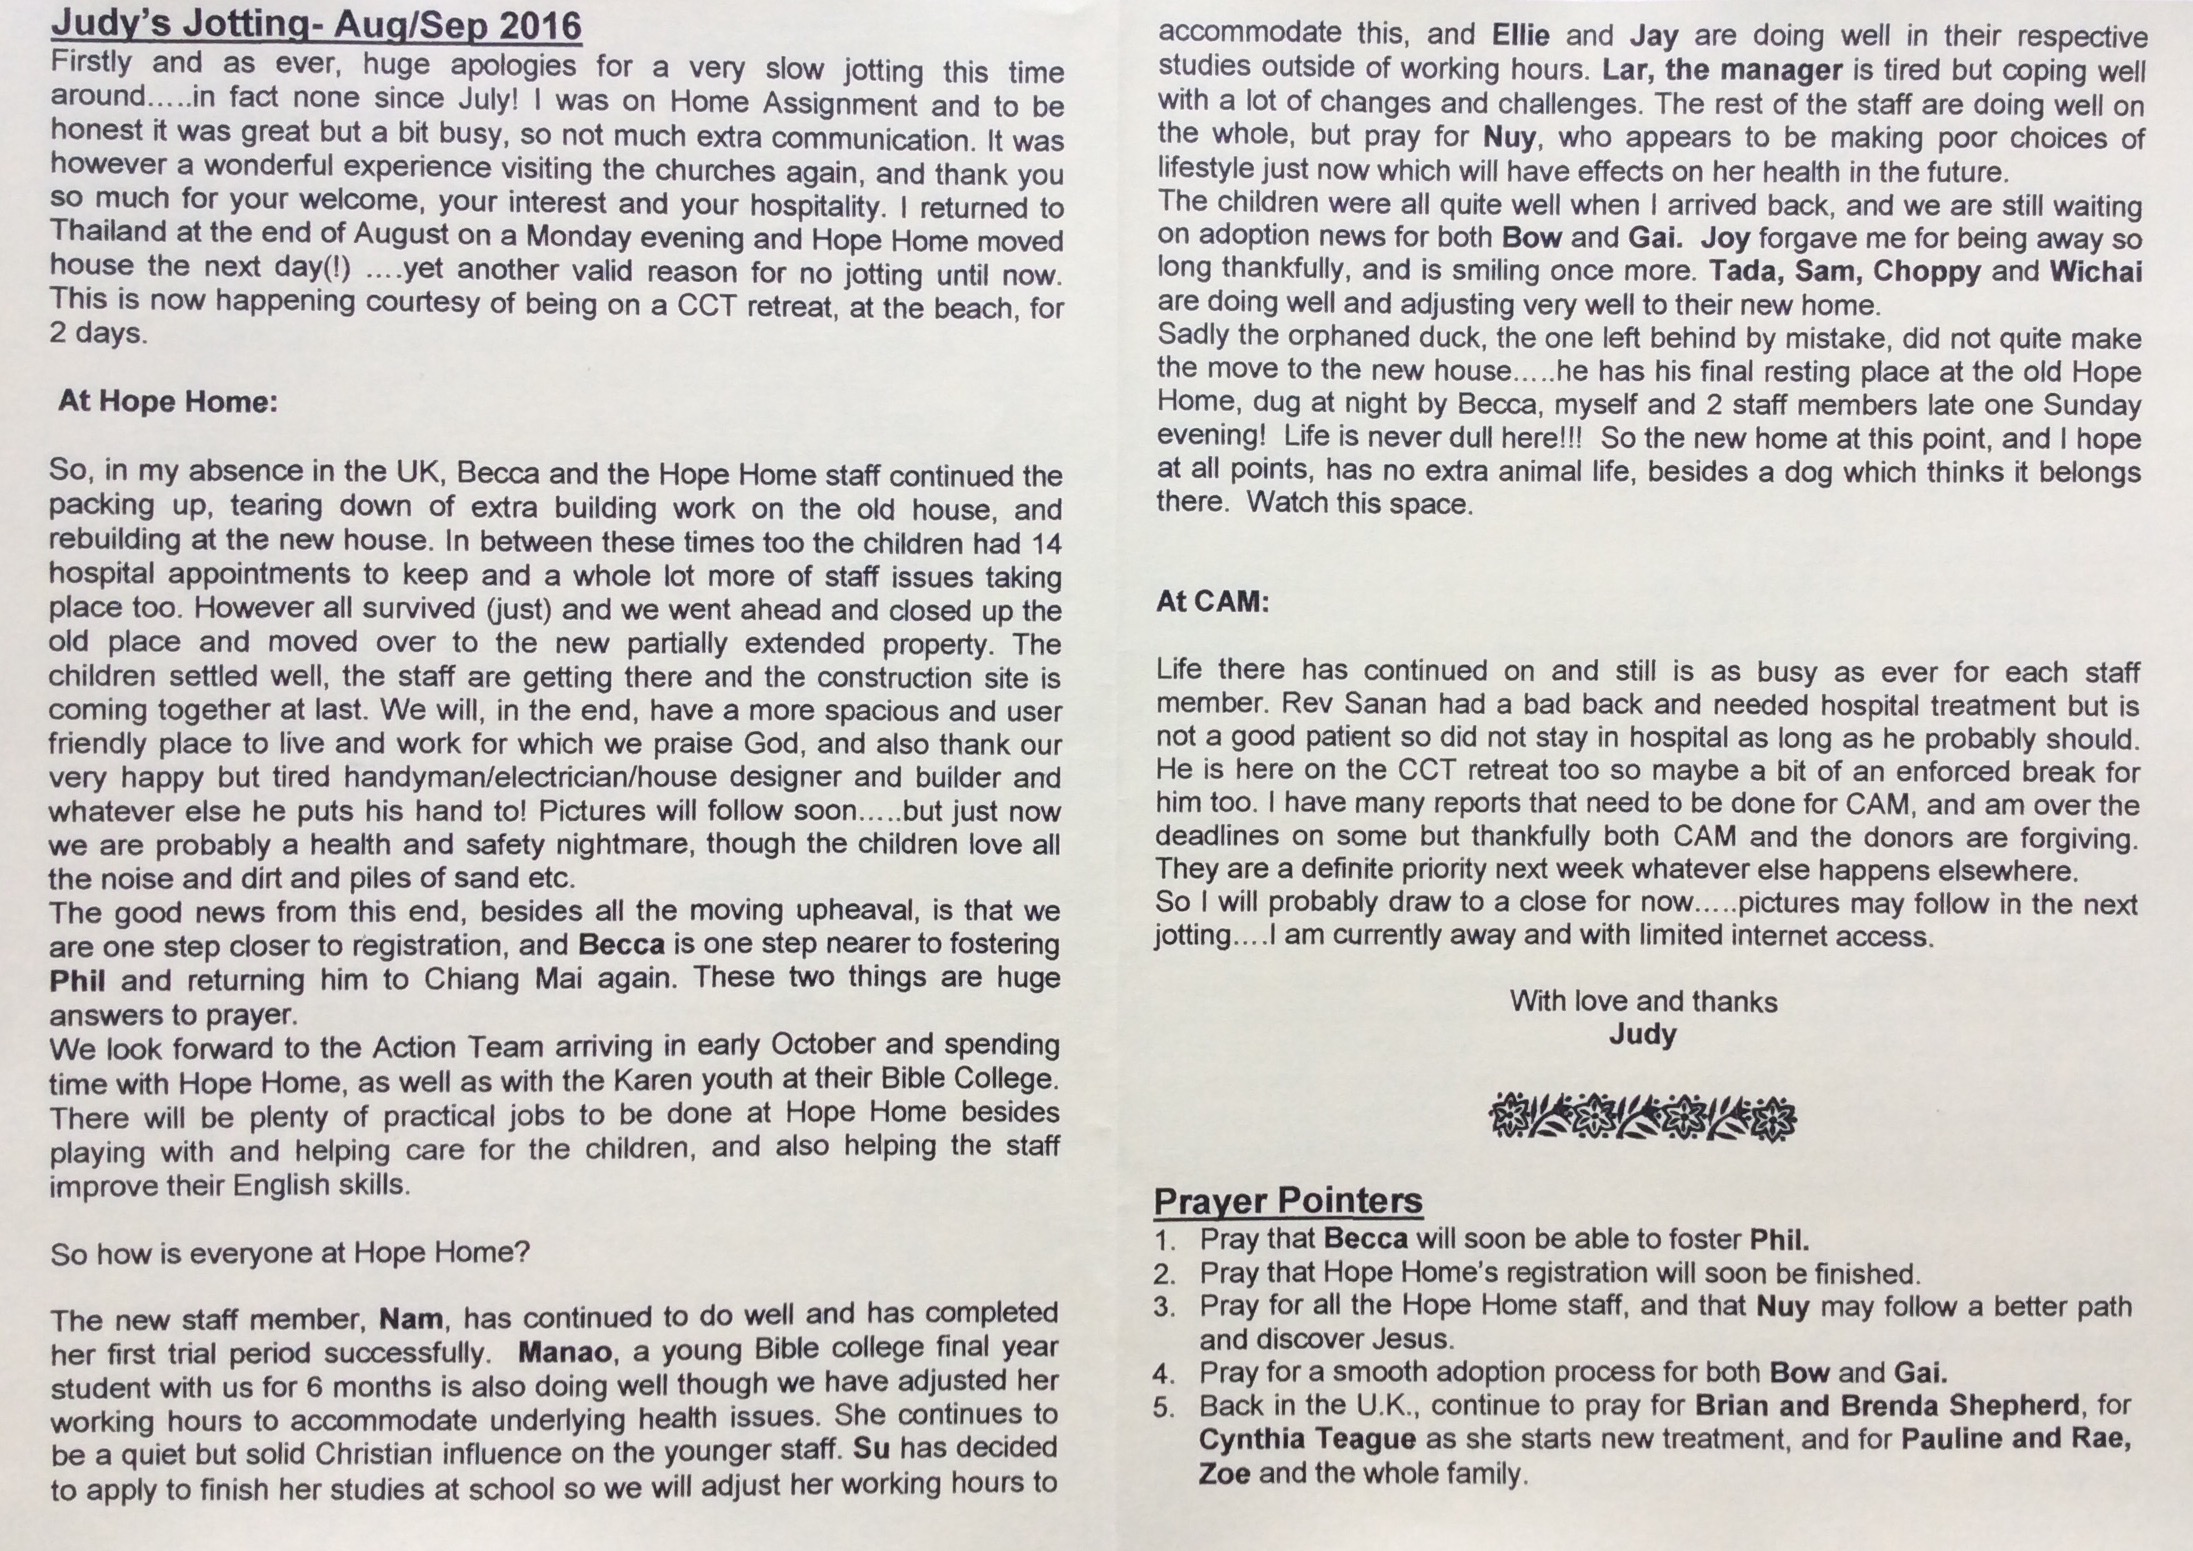 Judy's Jotting- Aug/Sep 2016
Firstly and as ever, huge apologies for a very slow jotting this time
around.....in fact none since July! I was on Home Assignment and to be
honest it was great but a bit busy, so not much extra communication. It was
however a wonderful experience visiting the churches again, and thank you
so much for your welcome, your interest and your hospitality. I returned to
Thailand at the end of August on a Monday evening and Hope Home moved
house the next day(!) ....yet another valid reason for no jotting until now.
This is now happening courtesy of being on a CCT retreat, at the beach, for
2 days.
At Hope Home:
So, in my absence in the UK, Becca and the Hope Home staff continued the
packing up, tearing down of extra building work on the old house, and
rebuilding at the new house. In between these times too the children had 14
hospital appointments to keep and a whole lot more of staff issues taking
place too. However all survived (just) and we went ahead and closed up the
old place and moved over to the new partially extended property. The
children settled well, the staff are getting there and the construction site is
coming together at last. We will, in the end, have a more spacious and user
friendly place to live and work for which we praise God, and also thank our
very happy but tired handyman/electrician/house designer and builder and
whatever else he puts his hand to! Pictures will follow soon.....but just now
we are probably a health and safety nightmare, though the children love all
the noise and dirt and piles of sand etc.
The good news from this end, besides all the moving upheaval, is that we
are one step closer to registration, and Becca is one step nearer to fostering
Phil and returning him to Chiang Mai again. These two things are huge
answers to prayer.
We look forward to the Action Team arriving in early October and spending
time with Hope Home, as well as with the Karen youth at their Bible College.
There will be plenty of practical jobs to be done at Hope Home besides
playing with and helping care for the children, and also helping the staff
improve their English skills.
So how is everyone at Hope Home?
The new staff member, Nam, has continued to do well and has completed
her first trial period successfully. Manao, a young Bible college final year
student with us for 6 months is also doing well though we have adjusted her
working hours to accommodate underlying health issues. She continues to
be a quiet but solid Christian influence on the younger staff. Su has decided
to apply to finish her studies at school so we will adjust her working hours to
accommodate this, and Ellie and Jay are doing well in their respective
studies outside of working hours. Lar, the manager is tired but coping well
with a lot of changes and challenges. The rest of the staff are doing well on
the whole, but pray for Nuy, who appears to be making poor choices of
lifestyle just now which will have effects on her health in the future.
The children were all quite well when I arrived back, and we are still waiting
on adoption news for both Bow and Gai. Joy forgave me for being away so
long thankfully, and is smiling once more. Tada, Sam, Choppy and Wichai
are doing well and adjusting very well to their new home.
Sadly the orphaned duck, the one left behind by mistake, did not quite make
the move to the new house.....he has his final resting place at the old Hope
Home, dug at night by Becca, myself and 2 staff members late one Sunday
evening! Life is never dull here!!! So the new home at this point, and I hope
at all points, has no extra animal life, besides a dog which thinks it belongs
there. Watch this space.
At CAM:
Life there has continued on and still is as busy as ever for each staff
member. Rev Sanan had a bad back and needed hospital treatment but is
not a good patient so did not stay in hospital as long as he probably should.
He is here on the CCT retreat too so maybe a bit of an enforced break for
him too. I have many reports that need to be done for CAM, and am over the
deadlines on some but thankfully both CAM and the donors are forgiving.
They are a definite priority next week whatever else happens elsewhere.
So I will probably draw to a close for now.....pictures may follow in the next
jotting....I am currently away and with limited internet access.
With love and thanks
Judy
Prayer Pointers
1. Pray that Becca will soon be able to foster Phil.
2. Pray that Hope Home's registration will soon be finished.
3. Pray for all the Hope Home staff, and that Nuy may follow a better path
and discover Jesus.
4. Pray for a smooth adoption process for both Bow and Gai.
5. Back in the U.K., continue to pray for Brian and Brenda Shepherd, for
Cynthia Teague as she starts new treatment, and for Pauline and Rae,
Zoe and the whole family.